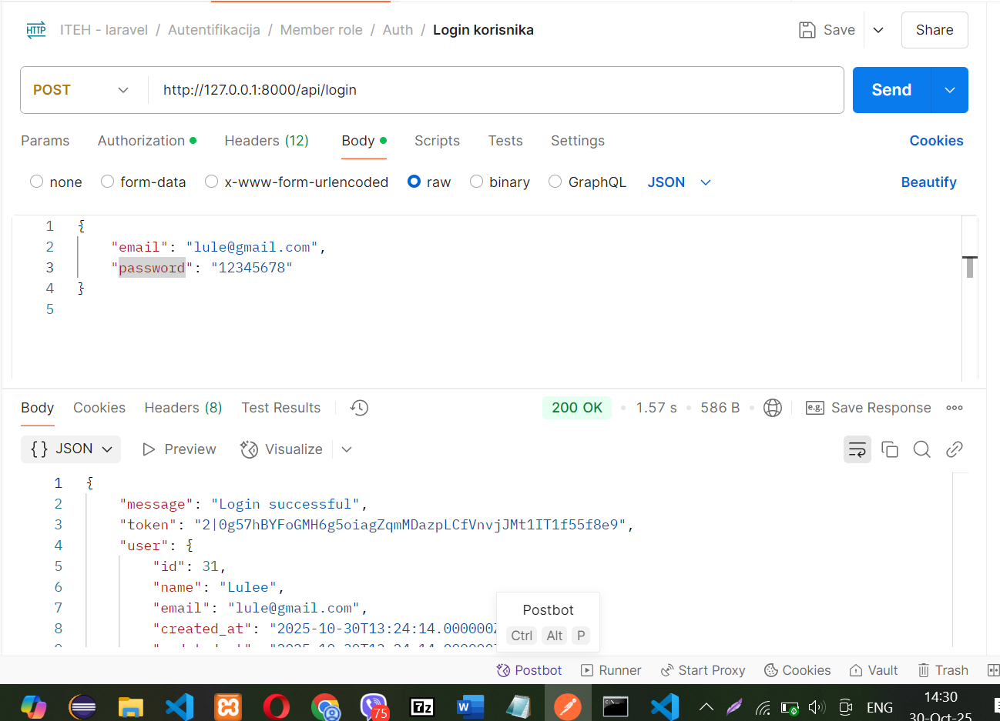 HTTP ITEH - laravel / Autentifikacija / Member role / Auth / Login korisnika Save Share
POST http://127.0.0.1:8000/api/login Send
Params Authorization Headers (12) Body Scripts Tests Settings Cookies
none form-data x-www-form-urlencoded raw binary GraphQL JSON Beautify
1 {
2 "email": "lule@gmail.com",
3 "password": "12345678"
4 }
5
Body Cookies Headers (8) Test Results 200 OK 1.57 s 586 B e.g. Save Response
{} JSON Preview Visualize
1 {
2 "message": "Login successful",
3 "token": "2|0g57hBYFoGMH6g5oiagZqmMDazpLCfVnvjJMt1IT1f55f8e9",
4 "user": {
5 "id": 31,
6 "name": "Lulee",
7 "email": "lule@gmail.com",
8 "created_at": "2025-10-30T13:24:14.000000Z
Postbot
Ctrl Alt P
Postbot Runner Start Proxy Cookies Vault Trash
75 7z W C:\ ENG 14:30
30-Oct-25